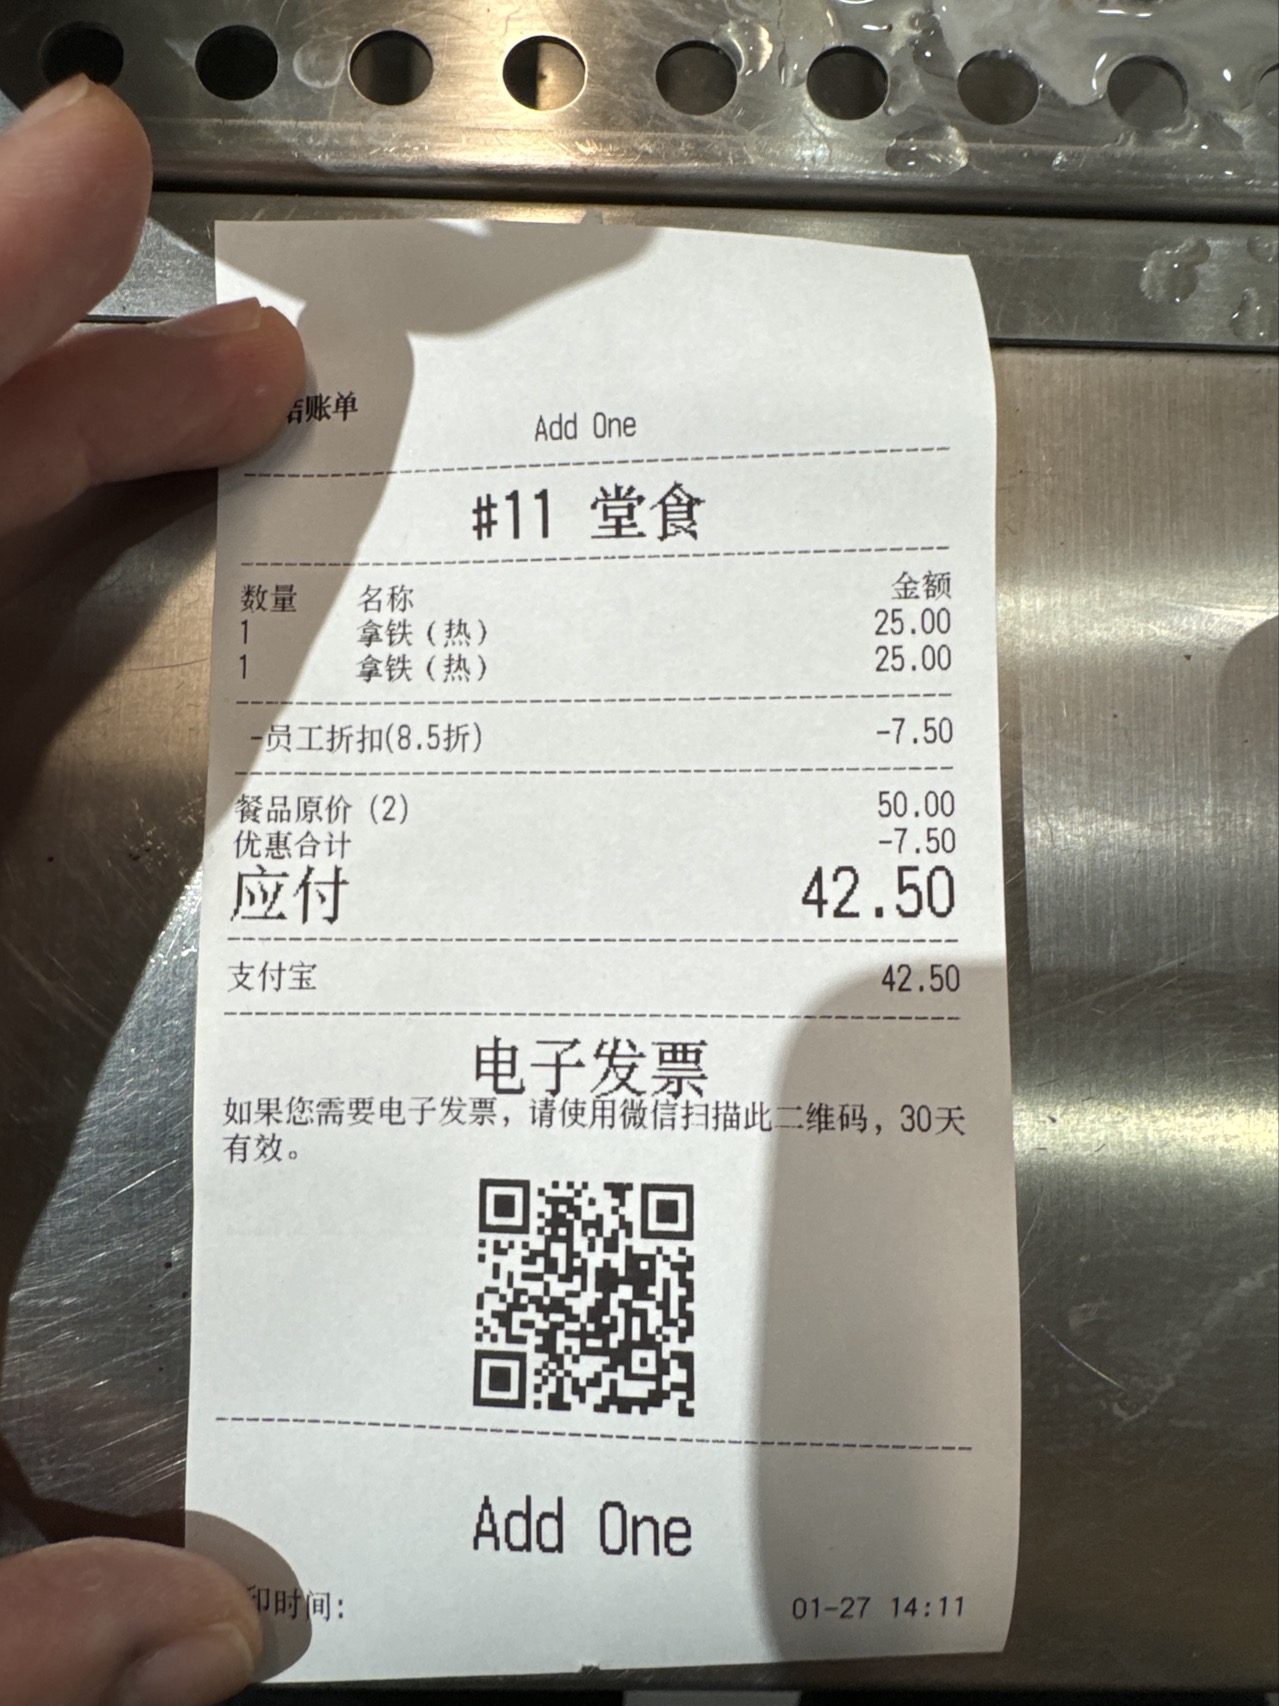 结账单
Add One
#11 堂食
数量 名称 金额
1 拿铁(热) 25.00
1 拿铁(热) 25.00
-员工折扣(8.5折) -7.50
餐品原价(2) 50.00
优惠合计 -7.50
应付 42.50
支付宝 42.50
电子发票
如果您需要电子发票，请使用微信扫描此二维码，30天
有效。
Add One
印时间: 01-27 14:11